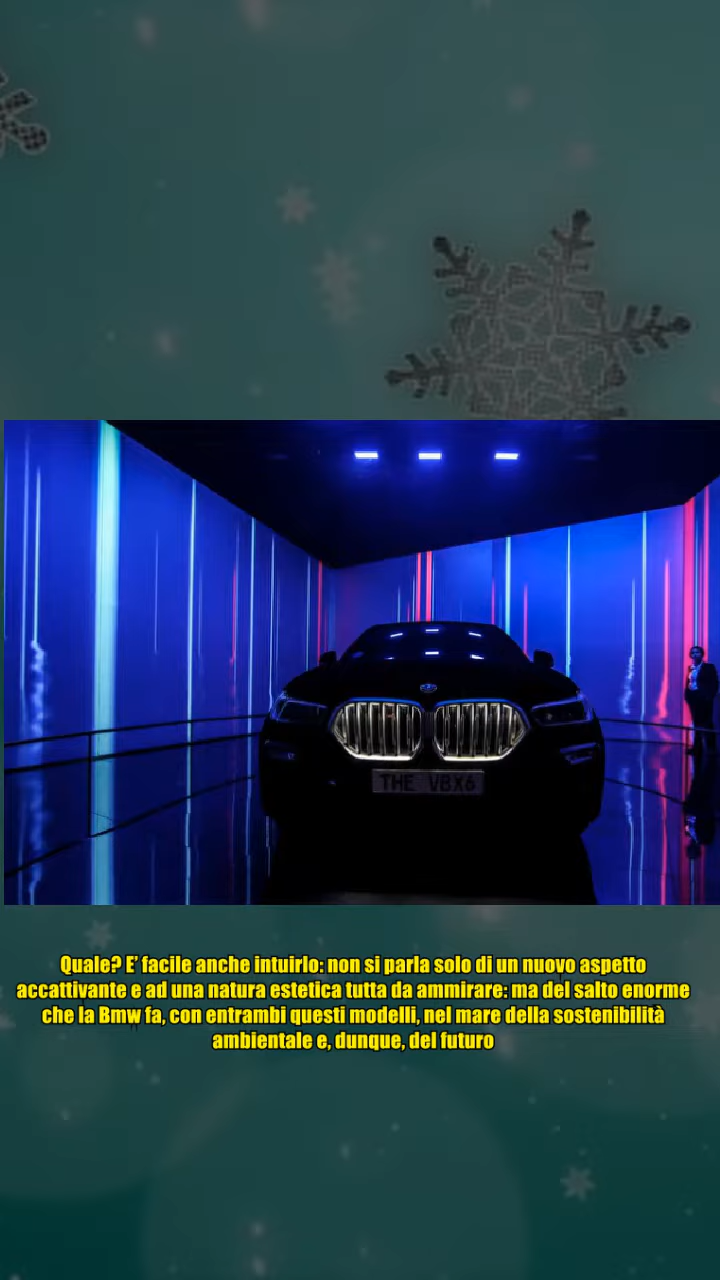 THE VBX6
Quale? E' facile anche intuirlo: non si parla solo di un nuovo aspetto
accattivante e ad una natura estetica tutta da ammirare: ma del salto enorme
che la Bmw fa, con entrambi questi modelli, nel mare della sostenibilità
ambientale e, dunque, del futuro